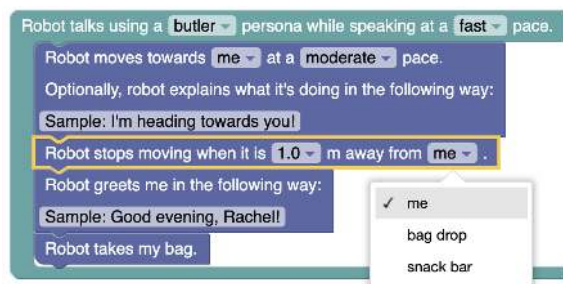 Robot talks using a butler persona while speaking at a fast pace.
Robot moves towards me at a moderate pace.
Optionally, robot explains what it's doing in the following way:
Sample: I'm heading towards you!
Robot stops moving when it is 1.0 m away from me .
Robot greets me in the following way:
✓ me
Sample: Good evening, Rachel!
bag drop
Robot takes my bag.
snack bar